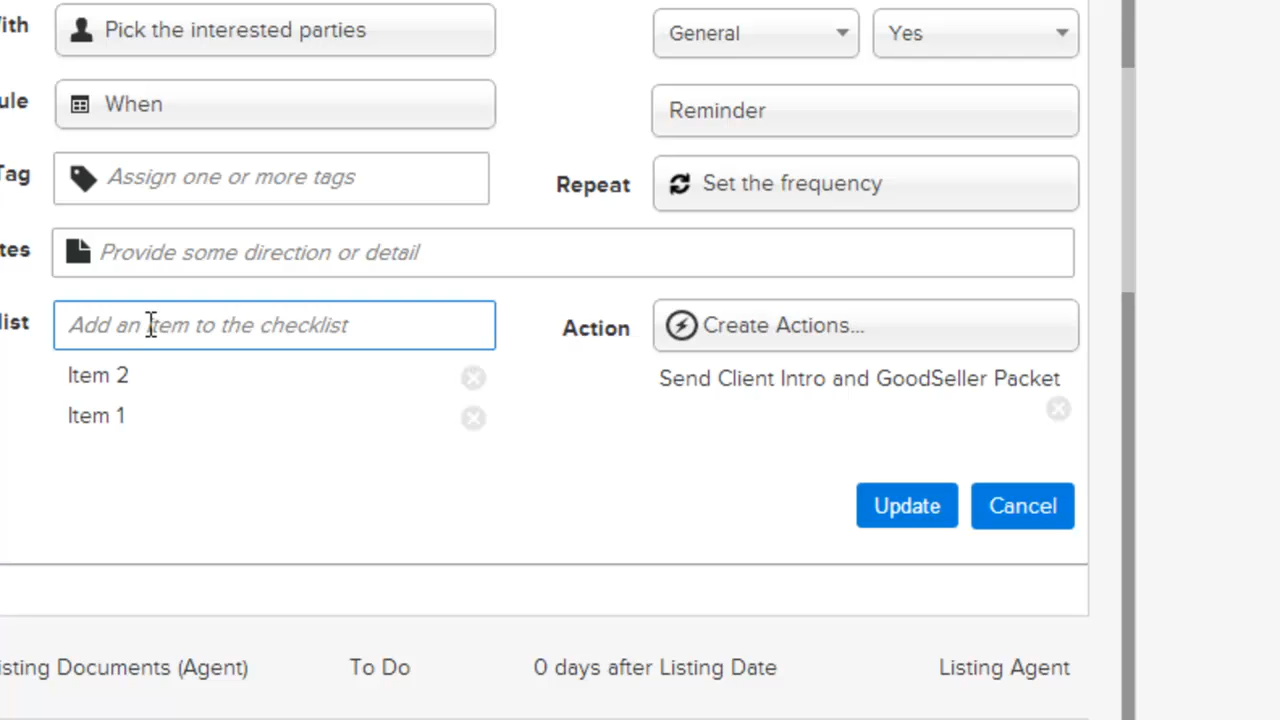 ith Pick the interested parties General Yes
ule When Reminder
Tag Assign one or more tags Repeat Set the frequency
tes Provide some direction or detail
list Add an item to the checklist Action Create Actions...
Item 2 Send Client Intro and GoodSeller Packet
Item 1
Update Cancel
isting Documents (Agent) To Do 0 days after Listing Date Listing Agent